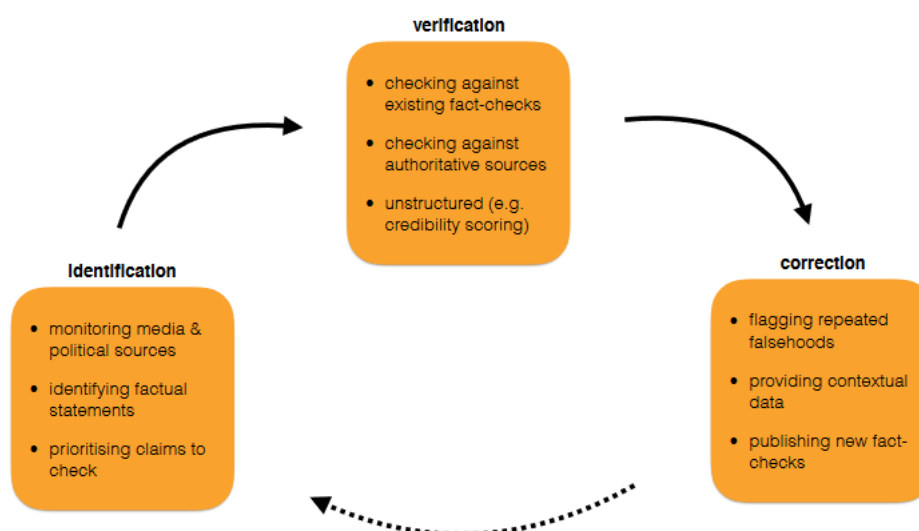 verification
• checking against
existing fact-checks
• checking against
authoritative sources
• unstructured (e.g.
credibility scoring)
identification
• monitoring media &
political sources
• identifying factual
statements
• prioritising claims to
check
correction
• flagging repeated
falsehoods
• providing contextual
data
• publishing new fact-
checks